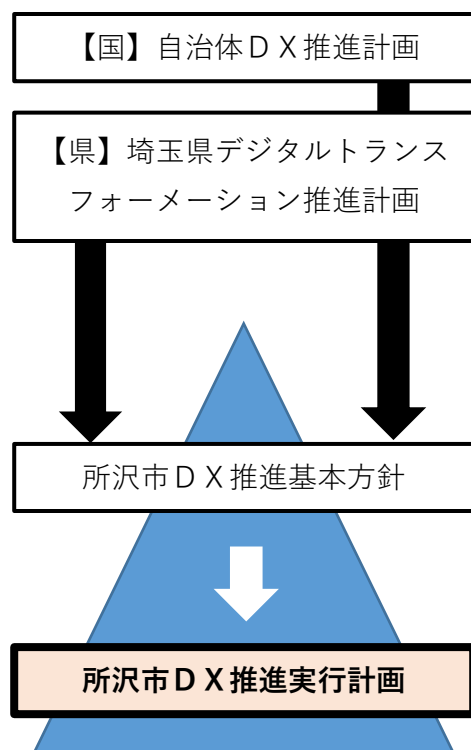 【国】自治体ＤＸ推進計画
【県】埼玉県デジタルトランス
フォーメーション推進計画
所沢市ＤＸ推進基本方針
所沢市ＤＸ推進実行計画